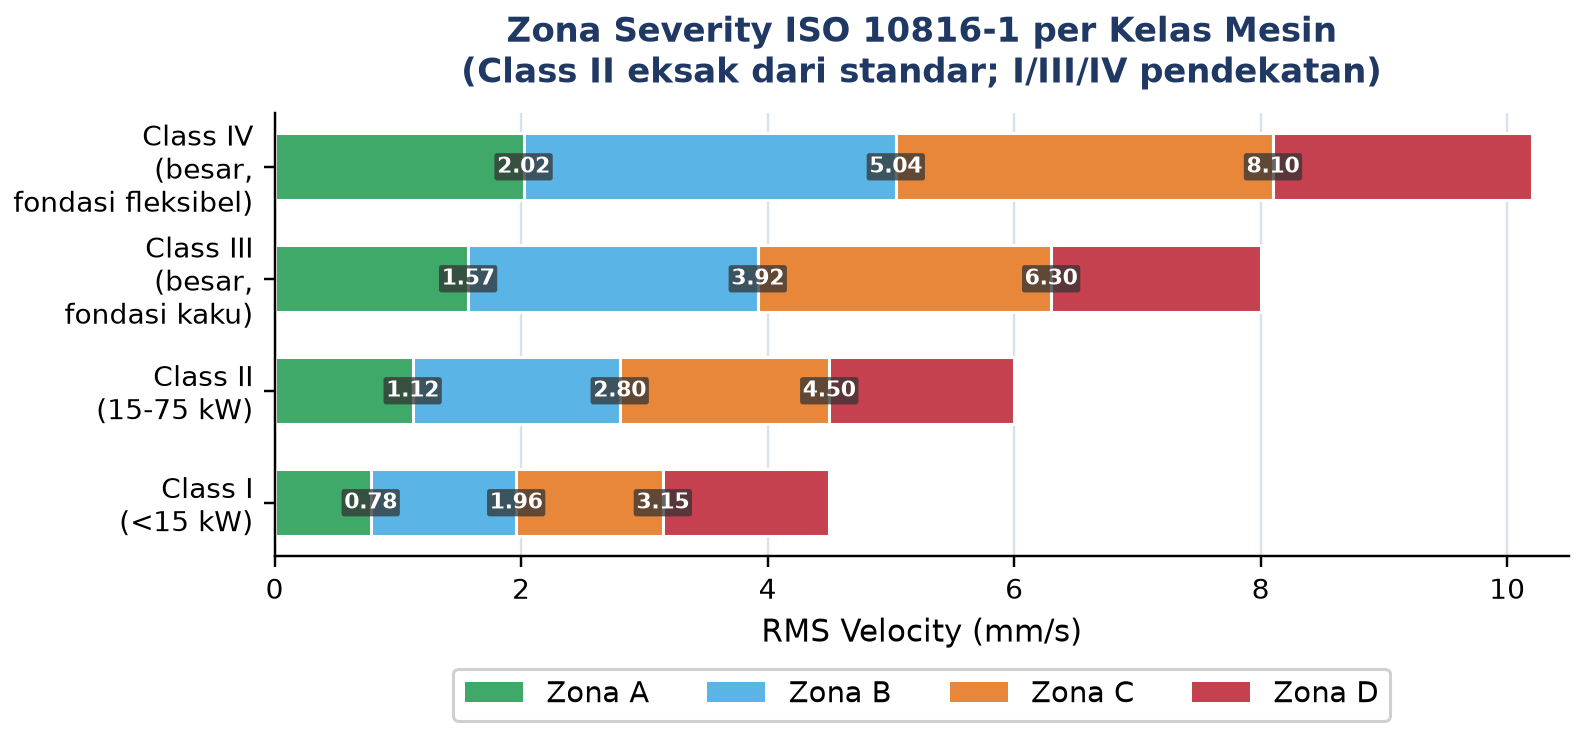 Zona Severity ISO 10816-1 per Kelas Mesin
(Class II eksak dari standar; I/III/IV pendekatan)
Class IV
(besar,
fondasi fleksibel)
2.02 5.04 8.10
Class III
(besar,
fondasi kaku)
1.57 3.92 6.30
Class II
(15-75 kW)
1.12 2.80 4.50
Class I
(<15 kW)
0.78 1.96 3.15
0 2 4 6 8 10
RMS Velocity (mm/s)
Zona A Zona B Zona C Zona D